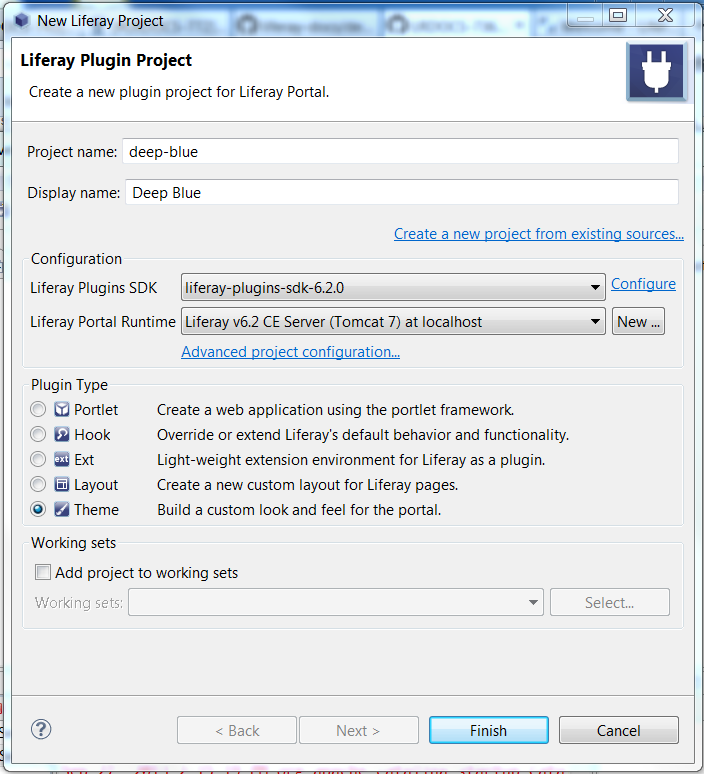 New Liferay Project
Liferay Plugin Project
Create a new plugin project for Liferay Portal.
Project name: deep-blue
Display name: Deep Blue
Create a new project from existing sources...
Configuration
Liferay Plugins SDK liferay-plugins-sdk-6.2.0 Configure
Liferay Portal Runtime Liferay v6.2 CE Server (Tomcat 7) at localhost New ...
Advanced project configuration...
Plugin Type
Portlet Create a web application using the portlet framework.
Hook Override or extend Liferay's default behavior and functionality.
ext Ext Light-weight extension environment for Liferay as a plugin.
Layout Create a new custom layout for Liferay pages.
Theme Build a custom look and feel for the portal.
Working sets
Add project to working sets
Working sets: Select...
? < Back Next > Finish Cancel